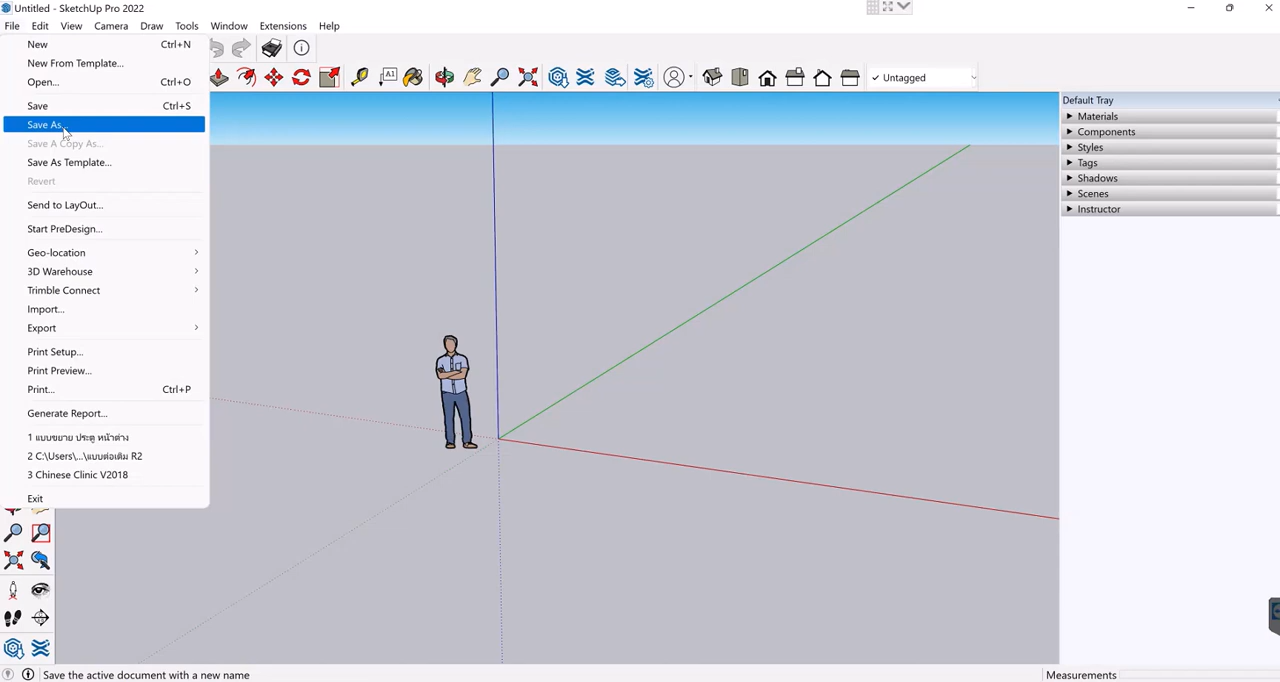 Untitled - SketchUp Pro 2022
File Edit View Camera Draw Tools Window Extensions Help
New Ctrl+N
New From Template...
Open... Ctrl+O
Save Ctrl+S
Save As...
Save A Copy As...
Save As Template...
Revert
Send to LayOut...
Start PreDesign...
Geo-location
3D Warehouse
Trimble Connect
Import...
Export
Print Setup...
Print Preview...
Print... Ctrl+P
Generate Report...
1 แบบขยาย ประตู หน้าต่าง
2 C:\Users\...\แบบต่อเติม R2
3 Chinese Clinic V2018
Exit
A1
✓ Untagged
Default Tray
Materials
Components
Styles
Tags
Shadows
Scenes
Instructor
Save the active document with a new name
Measurements